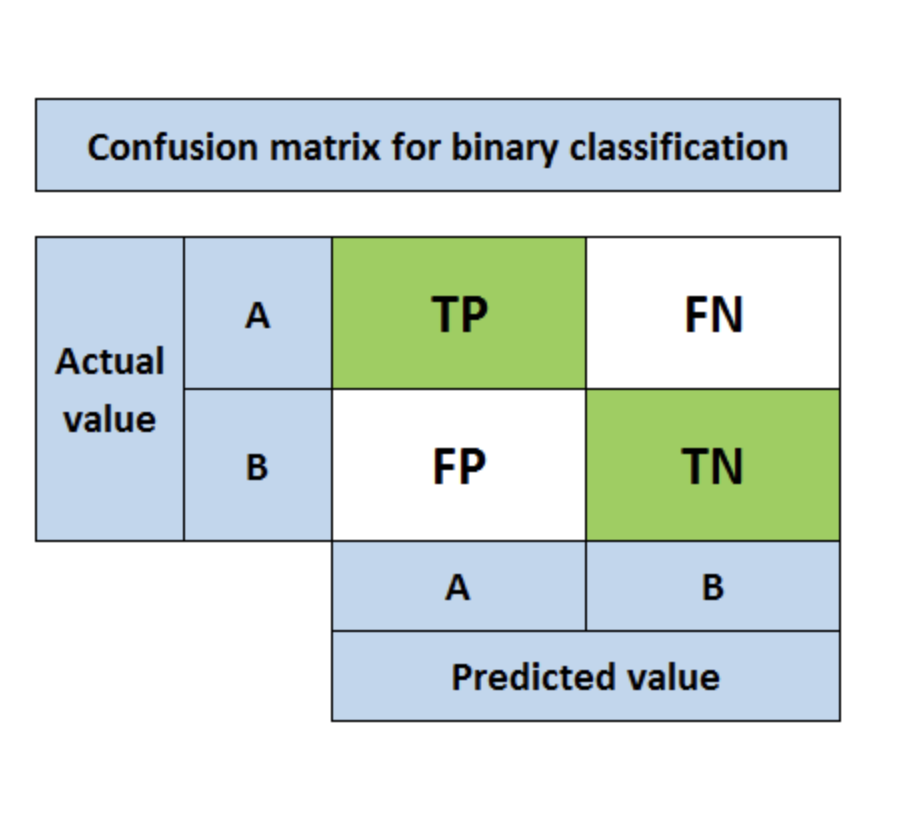 Confusion matrix for binary classification
A
TP
FN
Actual
value
B
FP
TN
A
B
Predicted value